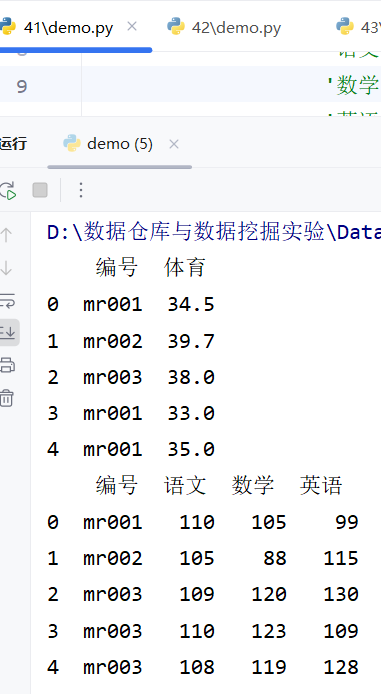 41\demo.py 42\demo.py 43\
9 '数学
运行 demo (5)
D:\数据仓库与数据挖掘实验\Data
编号 体育
0 mr001 34.5
1 mr002 39.7
2 mr003 38.0
3 mr001 33.0
4 mr001 35.0
编号 语文 数学 英语
0 mr001 110 105 99
1 mr002 105 88 115
2 mr003 109 120 130
3 mr003 110 123 109
4 mr003 108 119 128